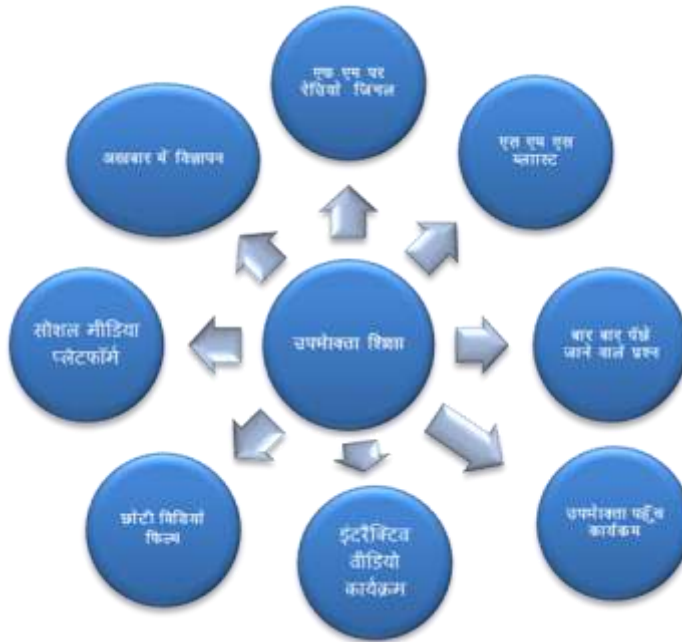 एफ एम पर
रेडियो जिंगल
एस एम एस
ब्लास्ट
बार बार पूँछे
जाने वाले प्रश्न
उपभोक्ता पहुँच
कार्यक्रम
इंटरैक्टिव
वीडियो
कार्यक्रम
छोटी विडियो
फिल्म
सोशल मीडिया
प्लेटफॉर्म
अखबार में विज्ञापन
उपभोक्ता शिक्षा